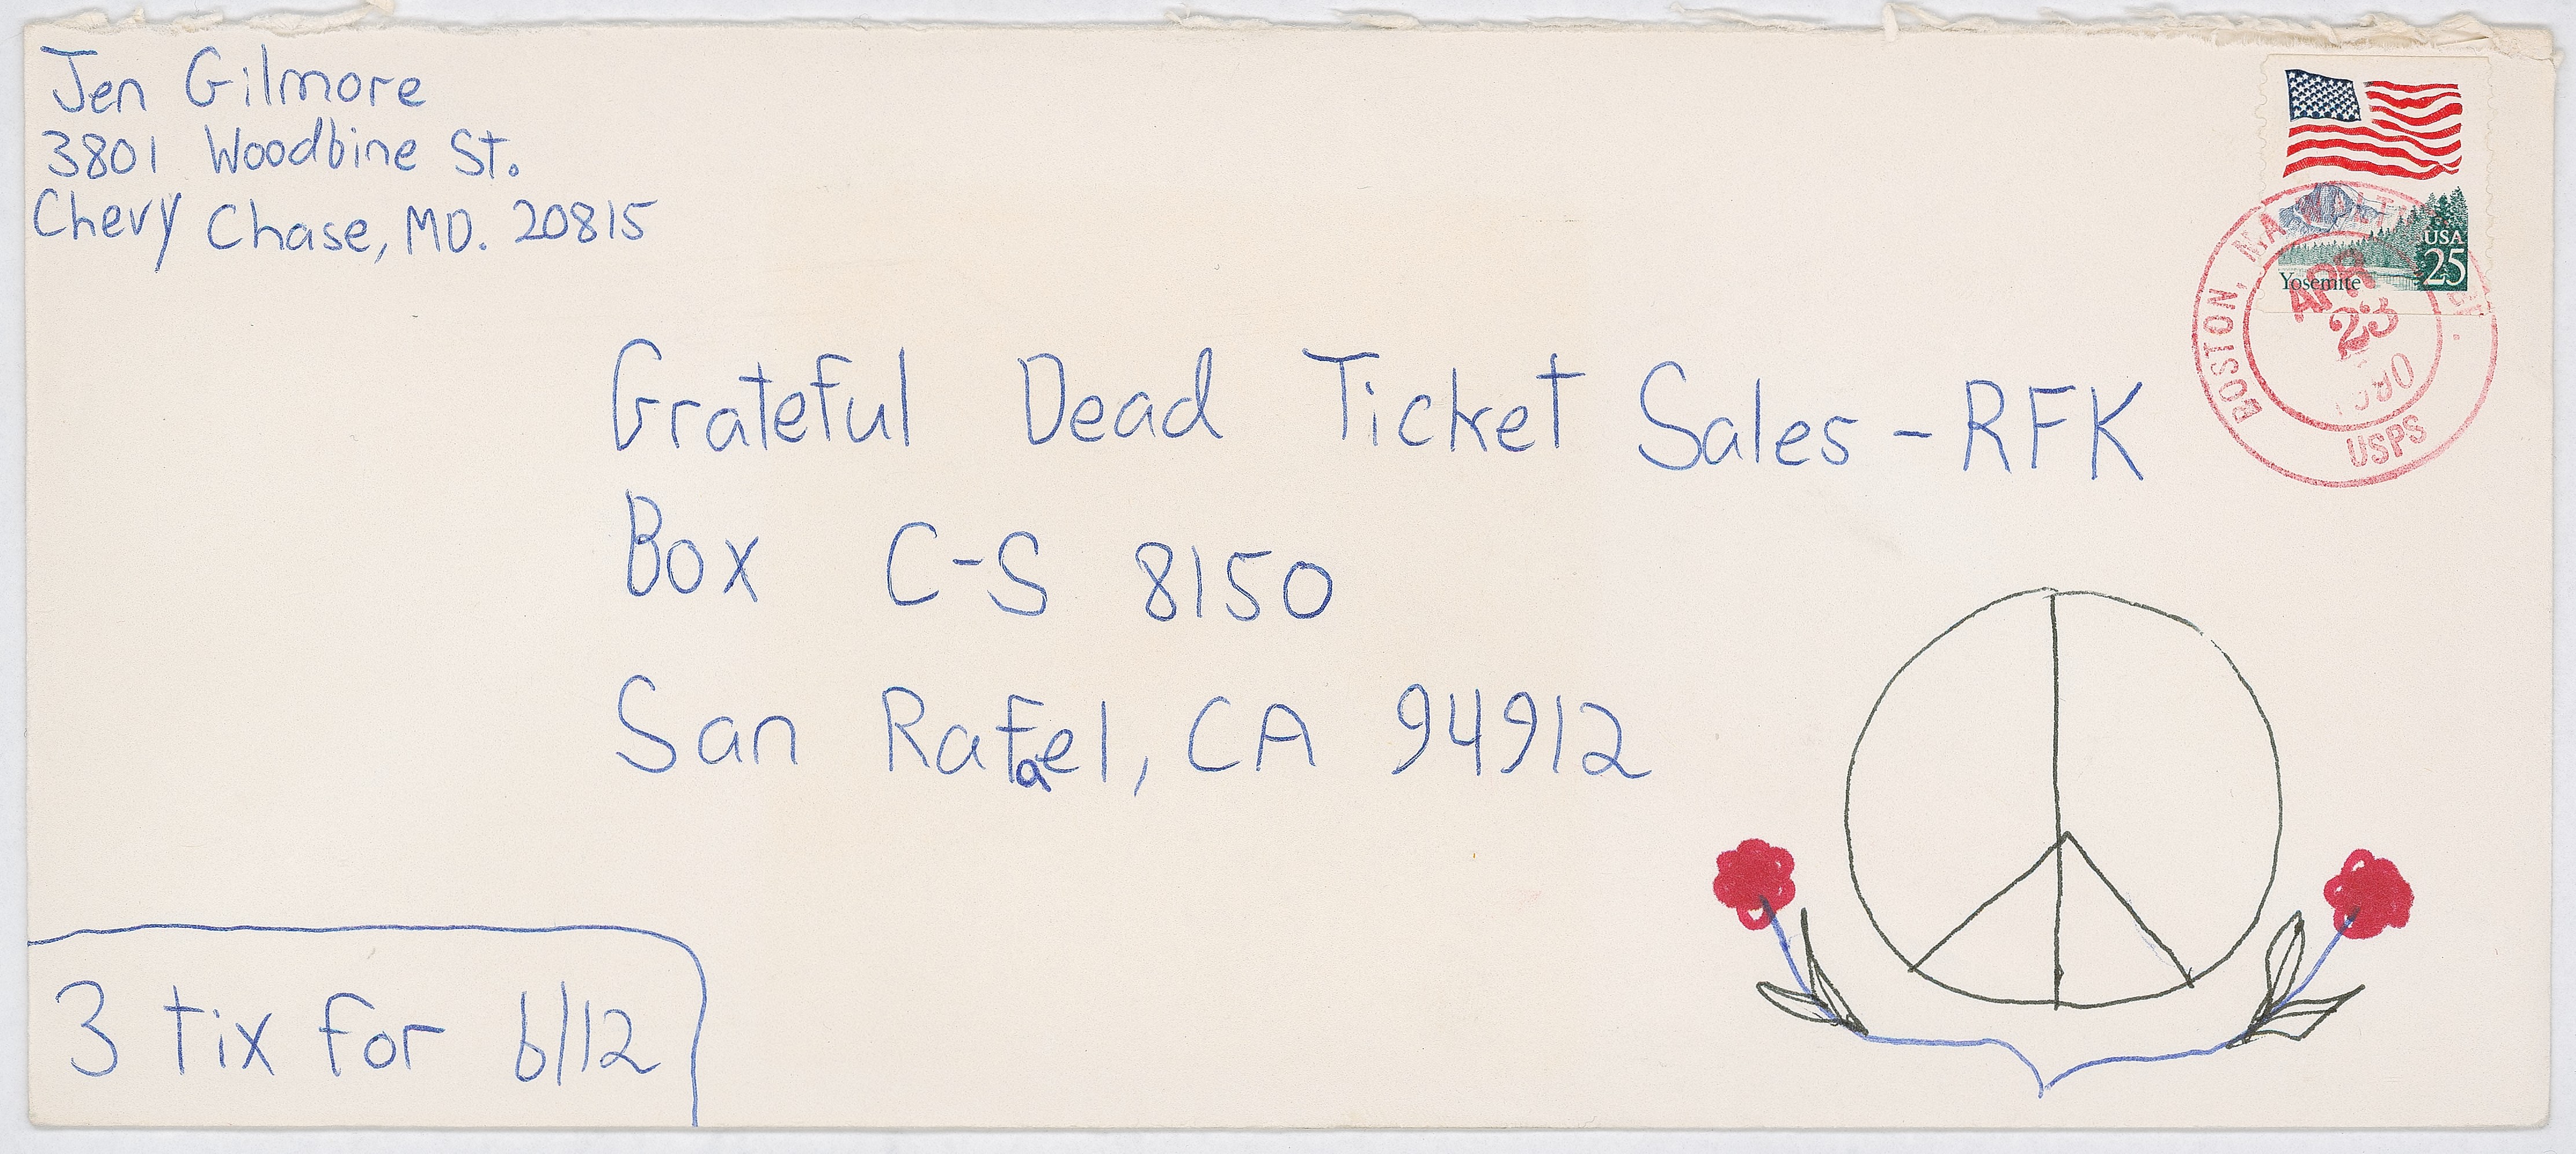 Jen Gilmore
3801 Woodbine St.
Chevy Chase, MD. 20815
USA
25
Yosemite
BOSTON, MA
APR
23
1990
USPS
Grateful Dead Ticket Sales - RFK
Box C-S 8150
San Rafael, CA 94912
3 tix for 6/12